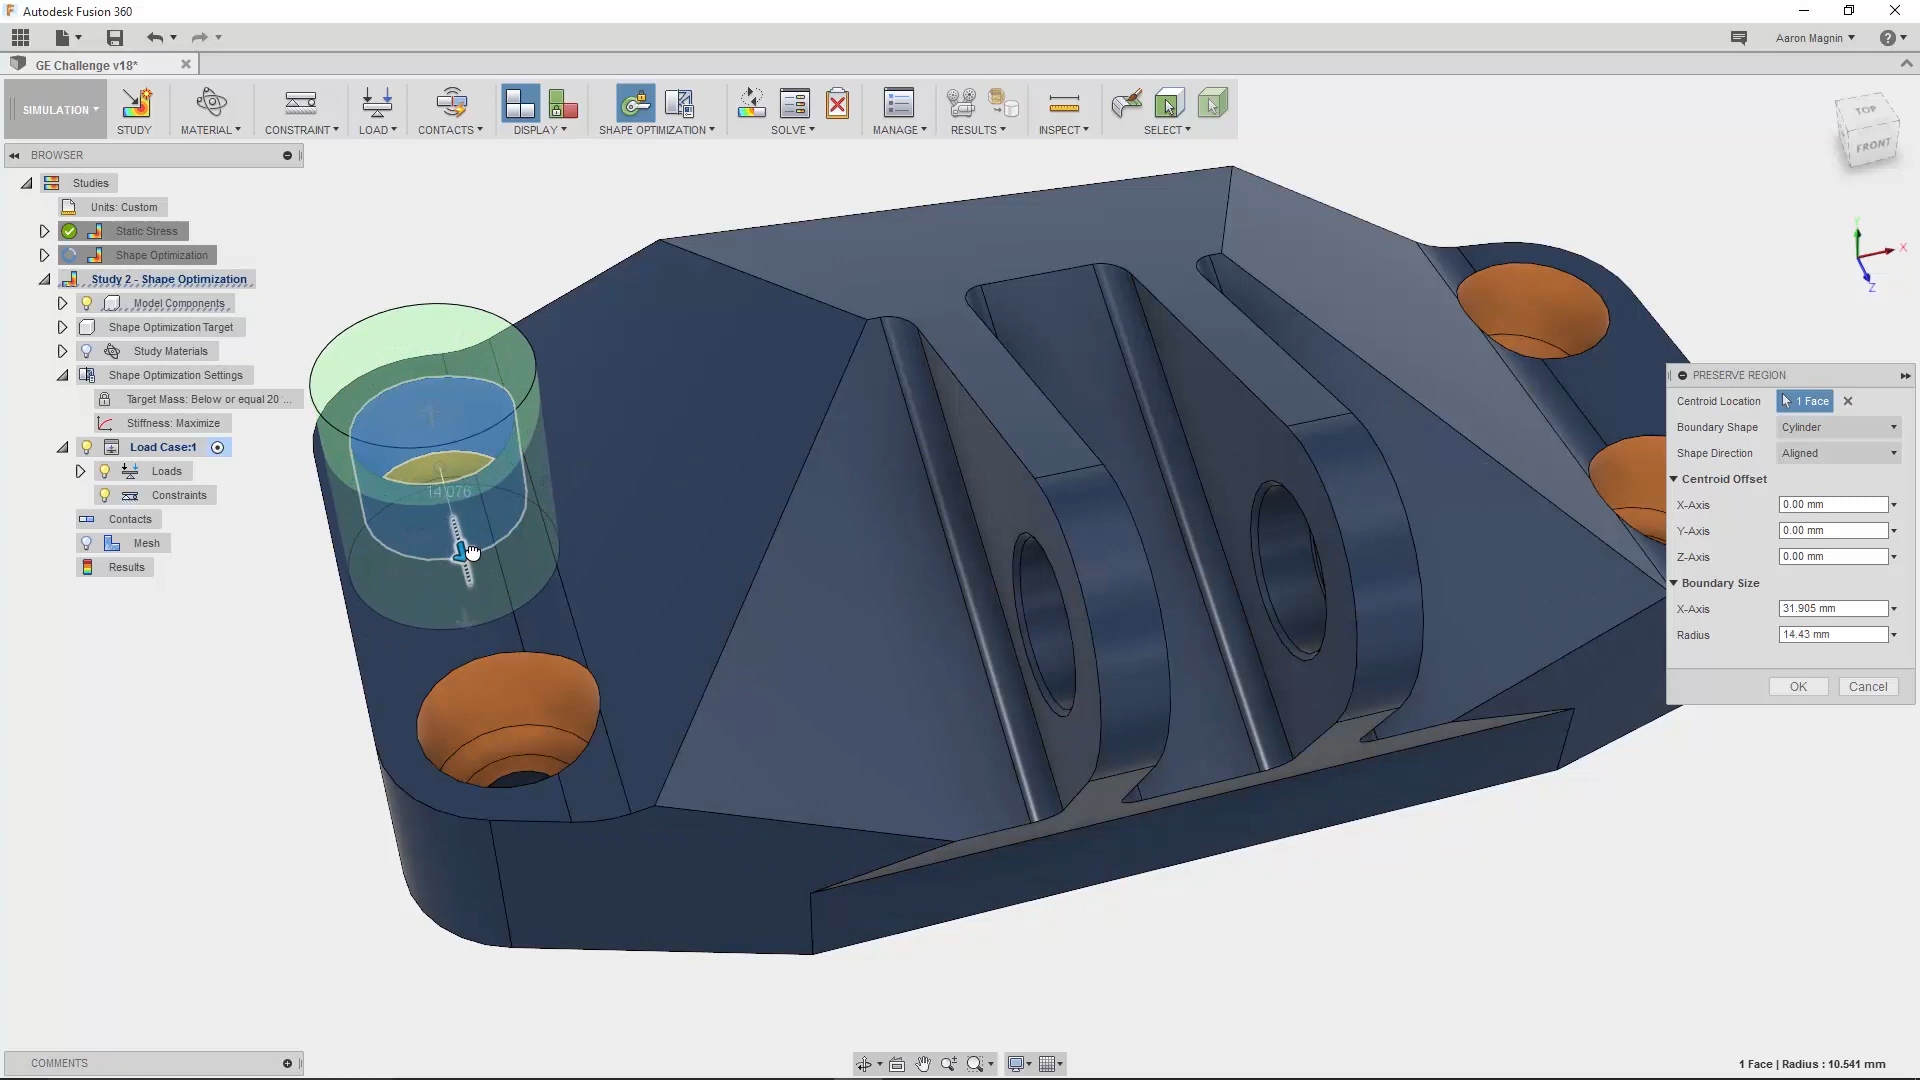 Autodesk Fusion 360
Aaron Magnin
GE Challenge v18*
SIMULATION
STUDY
MATERIAL
CONSTRAINT
LOAD
CONTACTS
DISPLAY
SHAPE OPTIMIZATION
SOLVE
MANAGE
RESULTS
INSPECT
SELECT
TOP
FRONT
BROWSER
Studies
Units: Custom
Static Stress
Shape Optimization
Study 2 - Shape Optimization
Model Components
Shape Optimization Target
Study Materials
Shape Optimization Settings
Target Mass: Below or equal 20 ...
Stiffness: Maximize
Load Case:1
Loads
Constraints
Contacts
Mesh
Results
Y
X
Z
14.076
PRESERVE REGION
Centroid Location 1 Face
Boundary Shape Cylinder
Shape Direction Aligned
Centroid Offset
X-Axis 0.00 mm
Y-Axis 0.00 mm
Z-Axis 0.00 mm
Boundary Size
X-Axis 31.905 mm
Radius 14.43 mm
OK Cancel
COMMENTS
1 Face | Radius : 10.541 mm